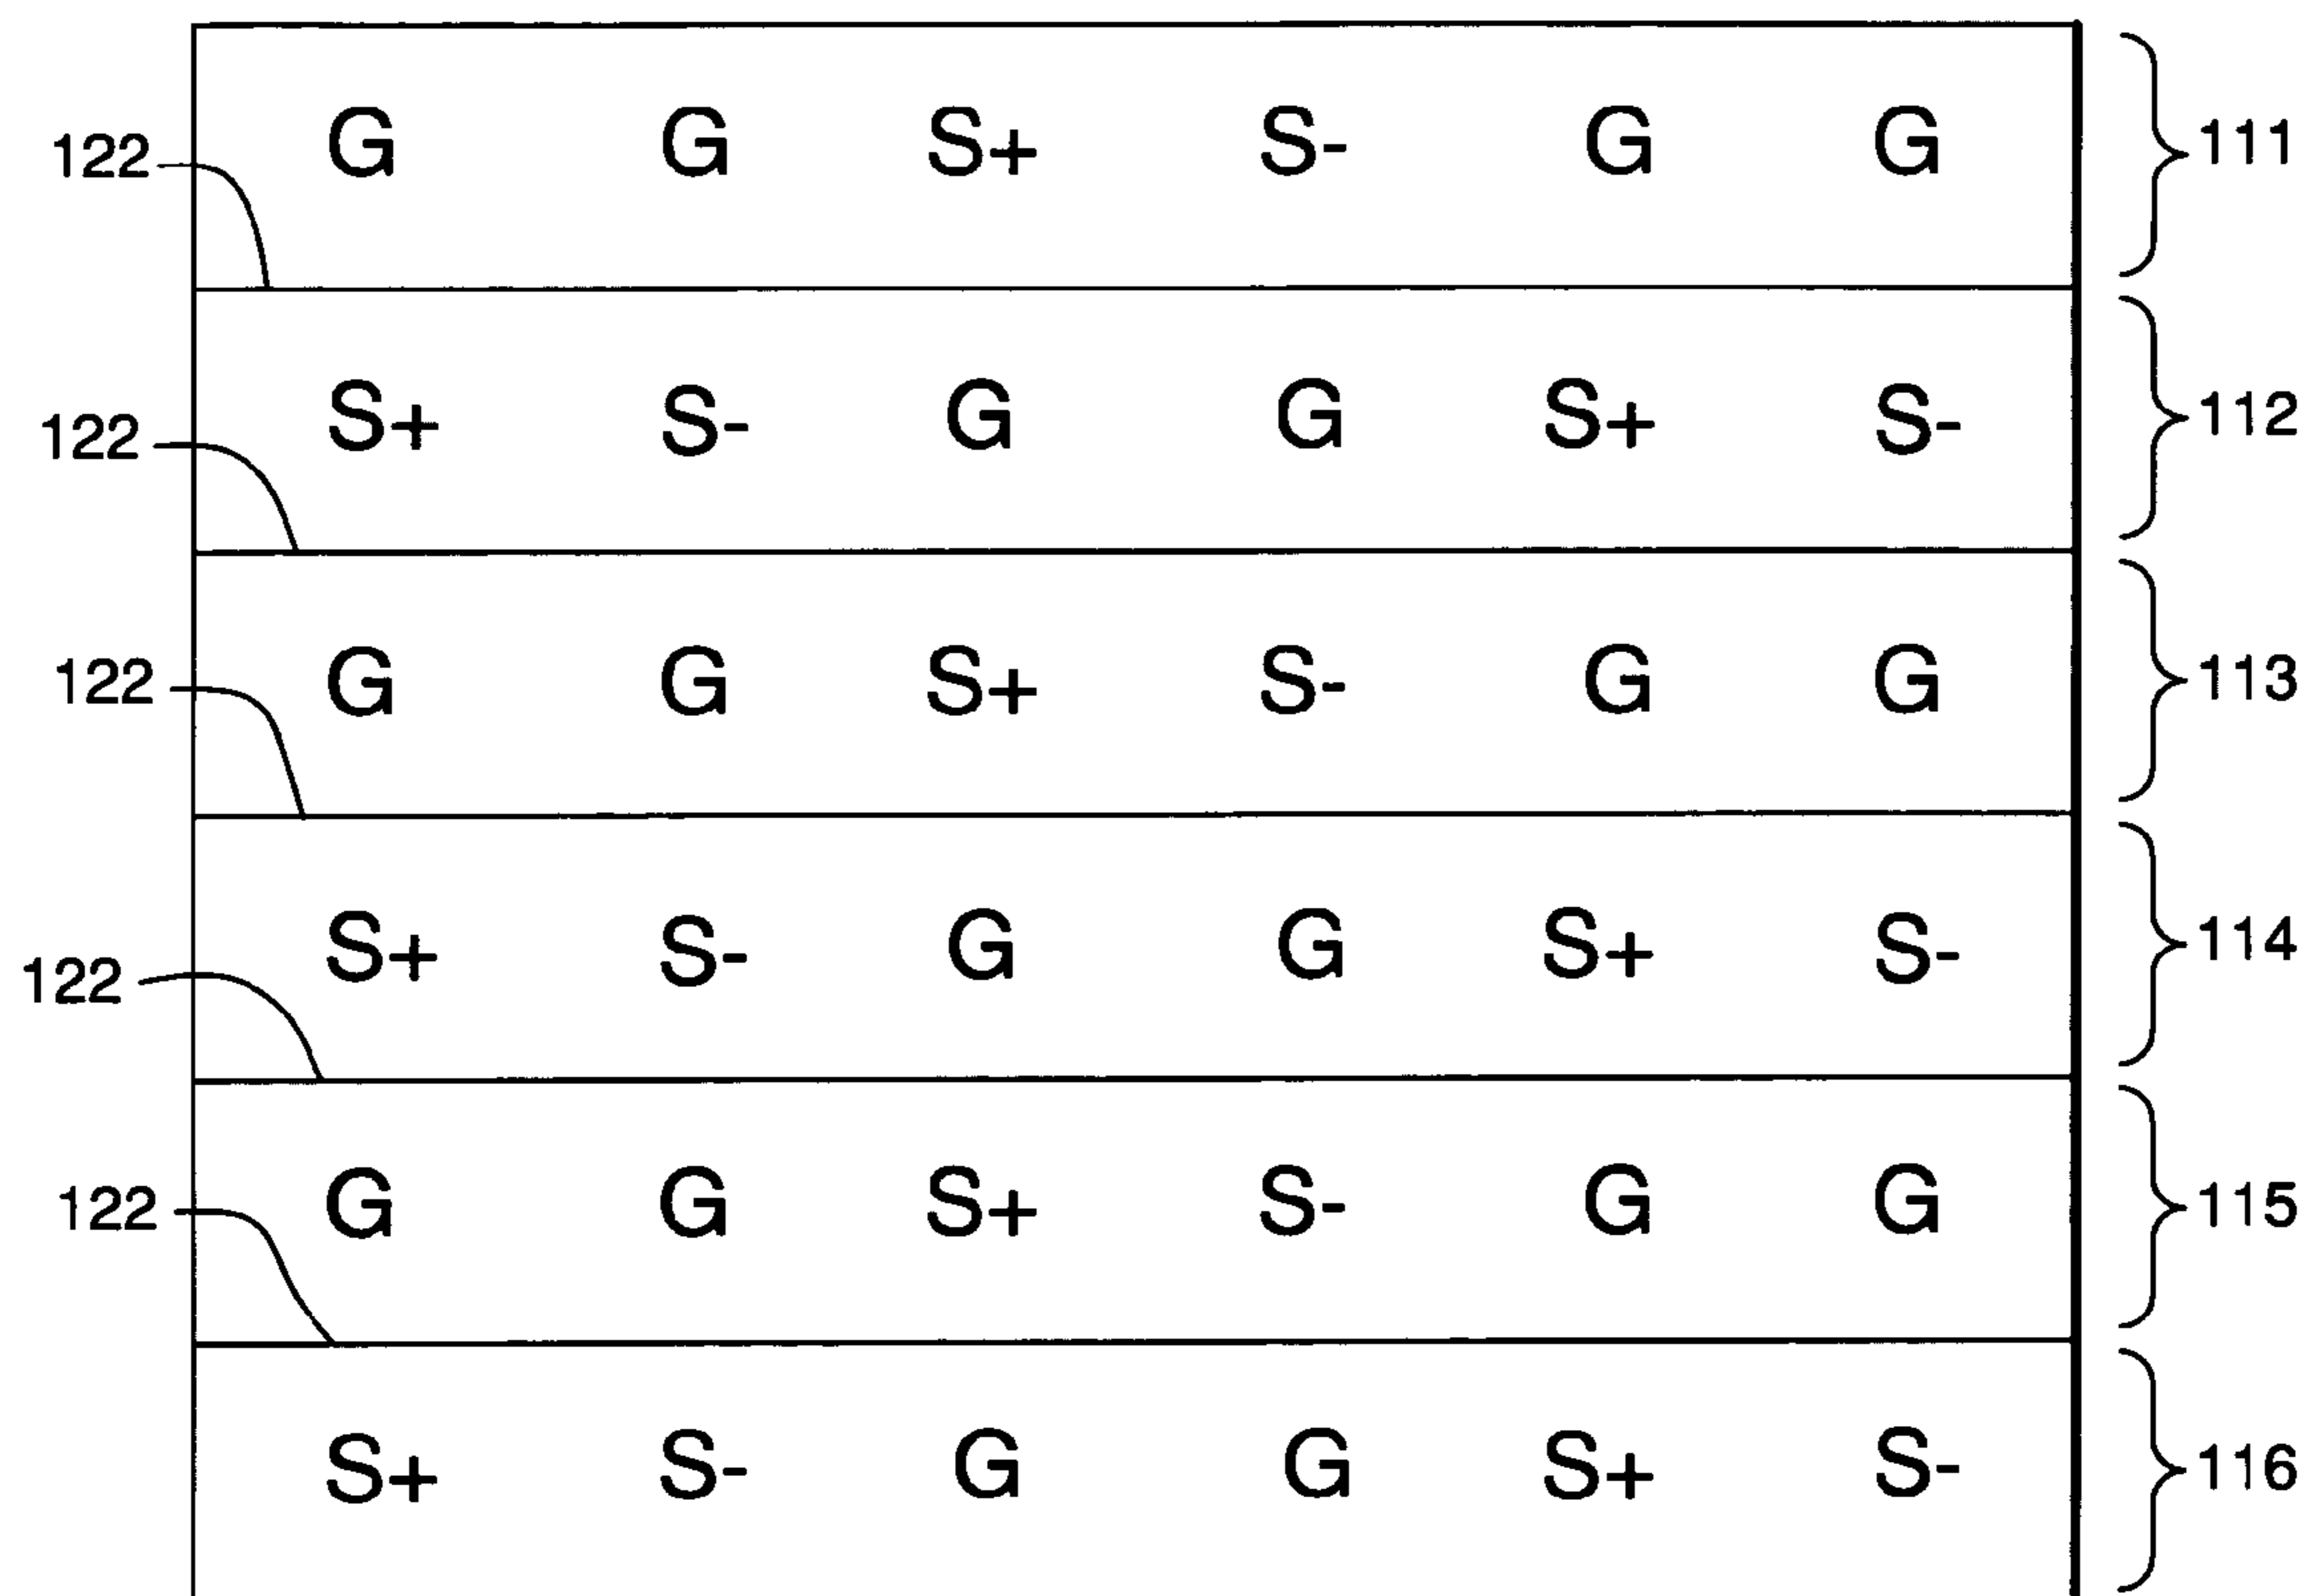 122 G G S+ S- G G 111
122 S+ S- G G S+ S- 112
122 G G S+ S- G G 113
122 S+ S- G G S+ S- 114
122 G G S+ S- G G 115
S+ S- G G S+ S- 116